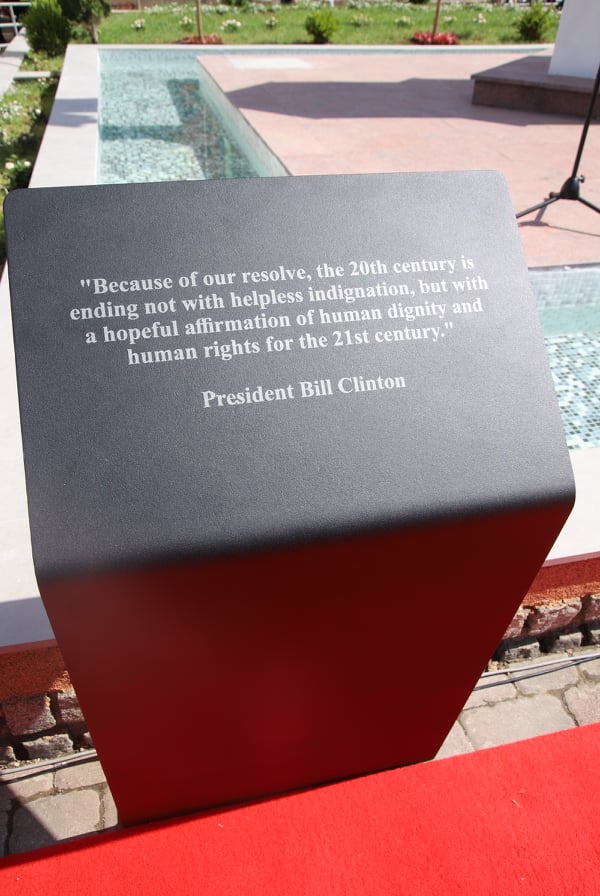 "Because of our resolve, the 20th century is
ending not with helpless indignation, but with
a hopeful affirmation of human dignity and
human rights for the 21st century."
President Bill Clinton